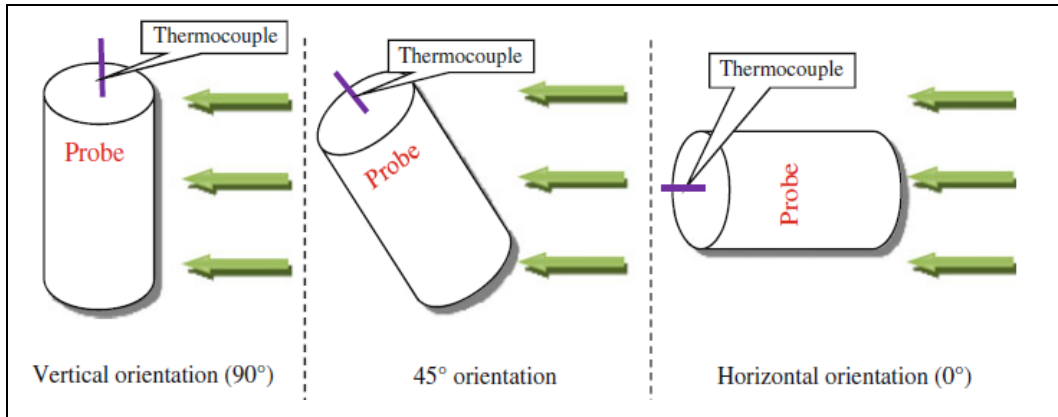 Thermocouple
Probe
Vertical orientation (90°)
Thermocouple
Probe
45° orientation
Thermocouple
Probe
Horizontal orientation (0°)